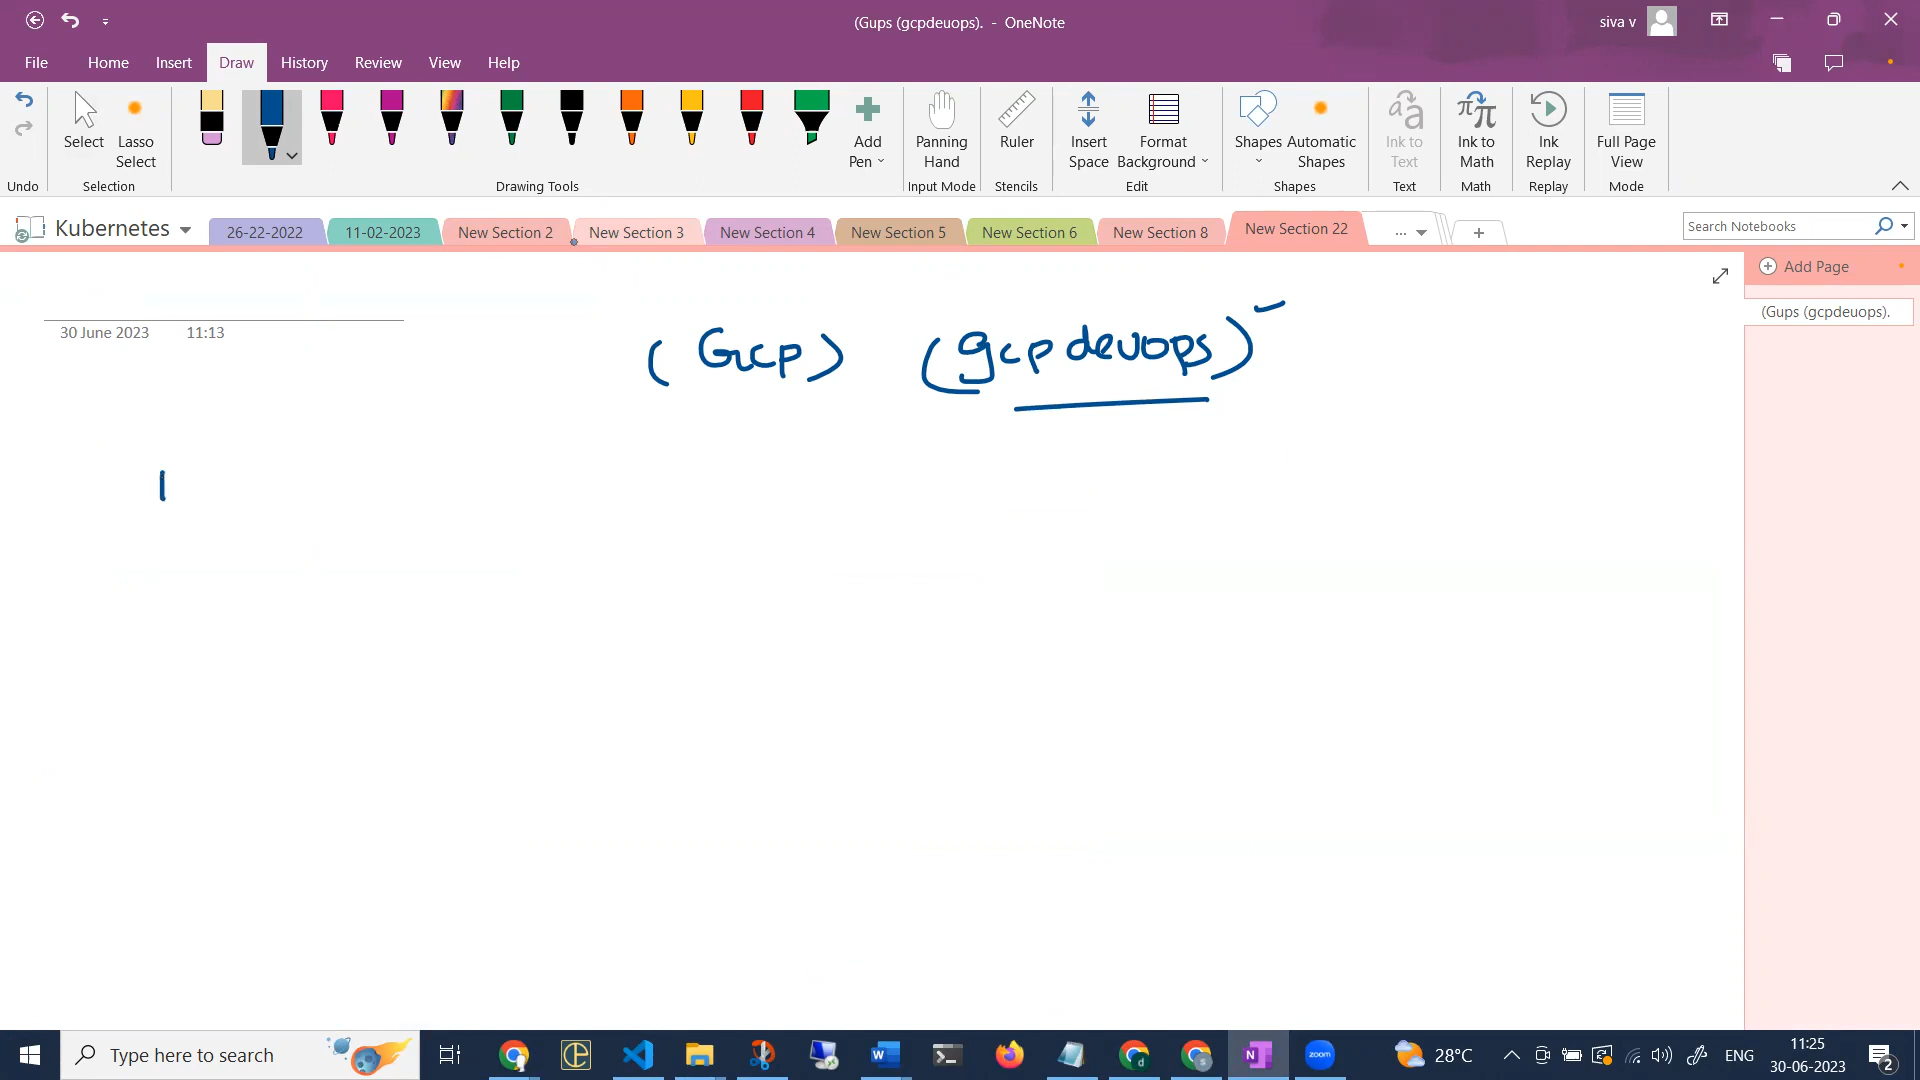 (Gups (gcpdeuops). - OneNote
siva v
File Home Insert Draw History Review View Help
Select
Lasso Select
Add Pen
Panning Hand
Ruler
Insert Space
Format Background
Shapes
Automatic Shapes
Ink to Text
Ink to Math
Ink Replay
Full Page View
Undo Selection Drawing Tools Input Mode Stencils Edit Shapes Text Math Replay Mode
Kubernetes 26-22-2022 11-02-2023 New Section 2 New Section 3 New Section 4 New Section 5 New Section 6 New Section 8 New Section 22 ... + Search Notebooks
Add Page
(Gups (gcpdeuops).
30 June 2023 11:13
(Gcp) (gcpdevops)
Type here to search
zoom
28°C
ENG
11:25
30-06-2023
2